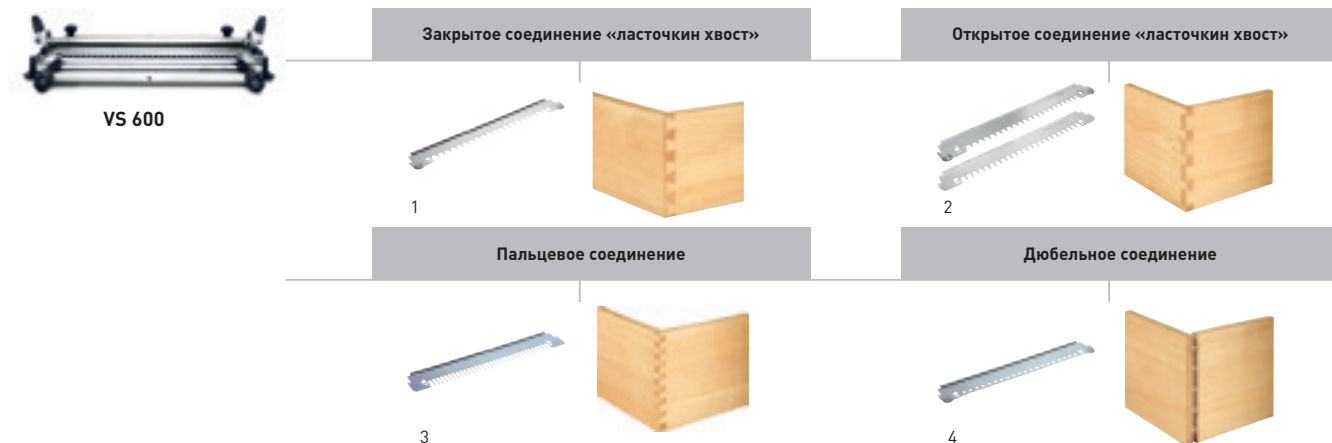 Закрытое соединение «ласточкин хвост»
Открытое соединение «ласточкин хвост»
VS 600
1
2
Пальцевое соединение
Дюбельное соединение
3
4